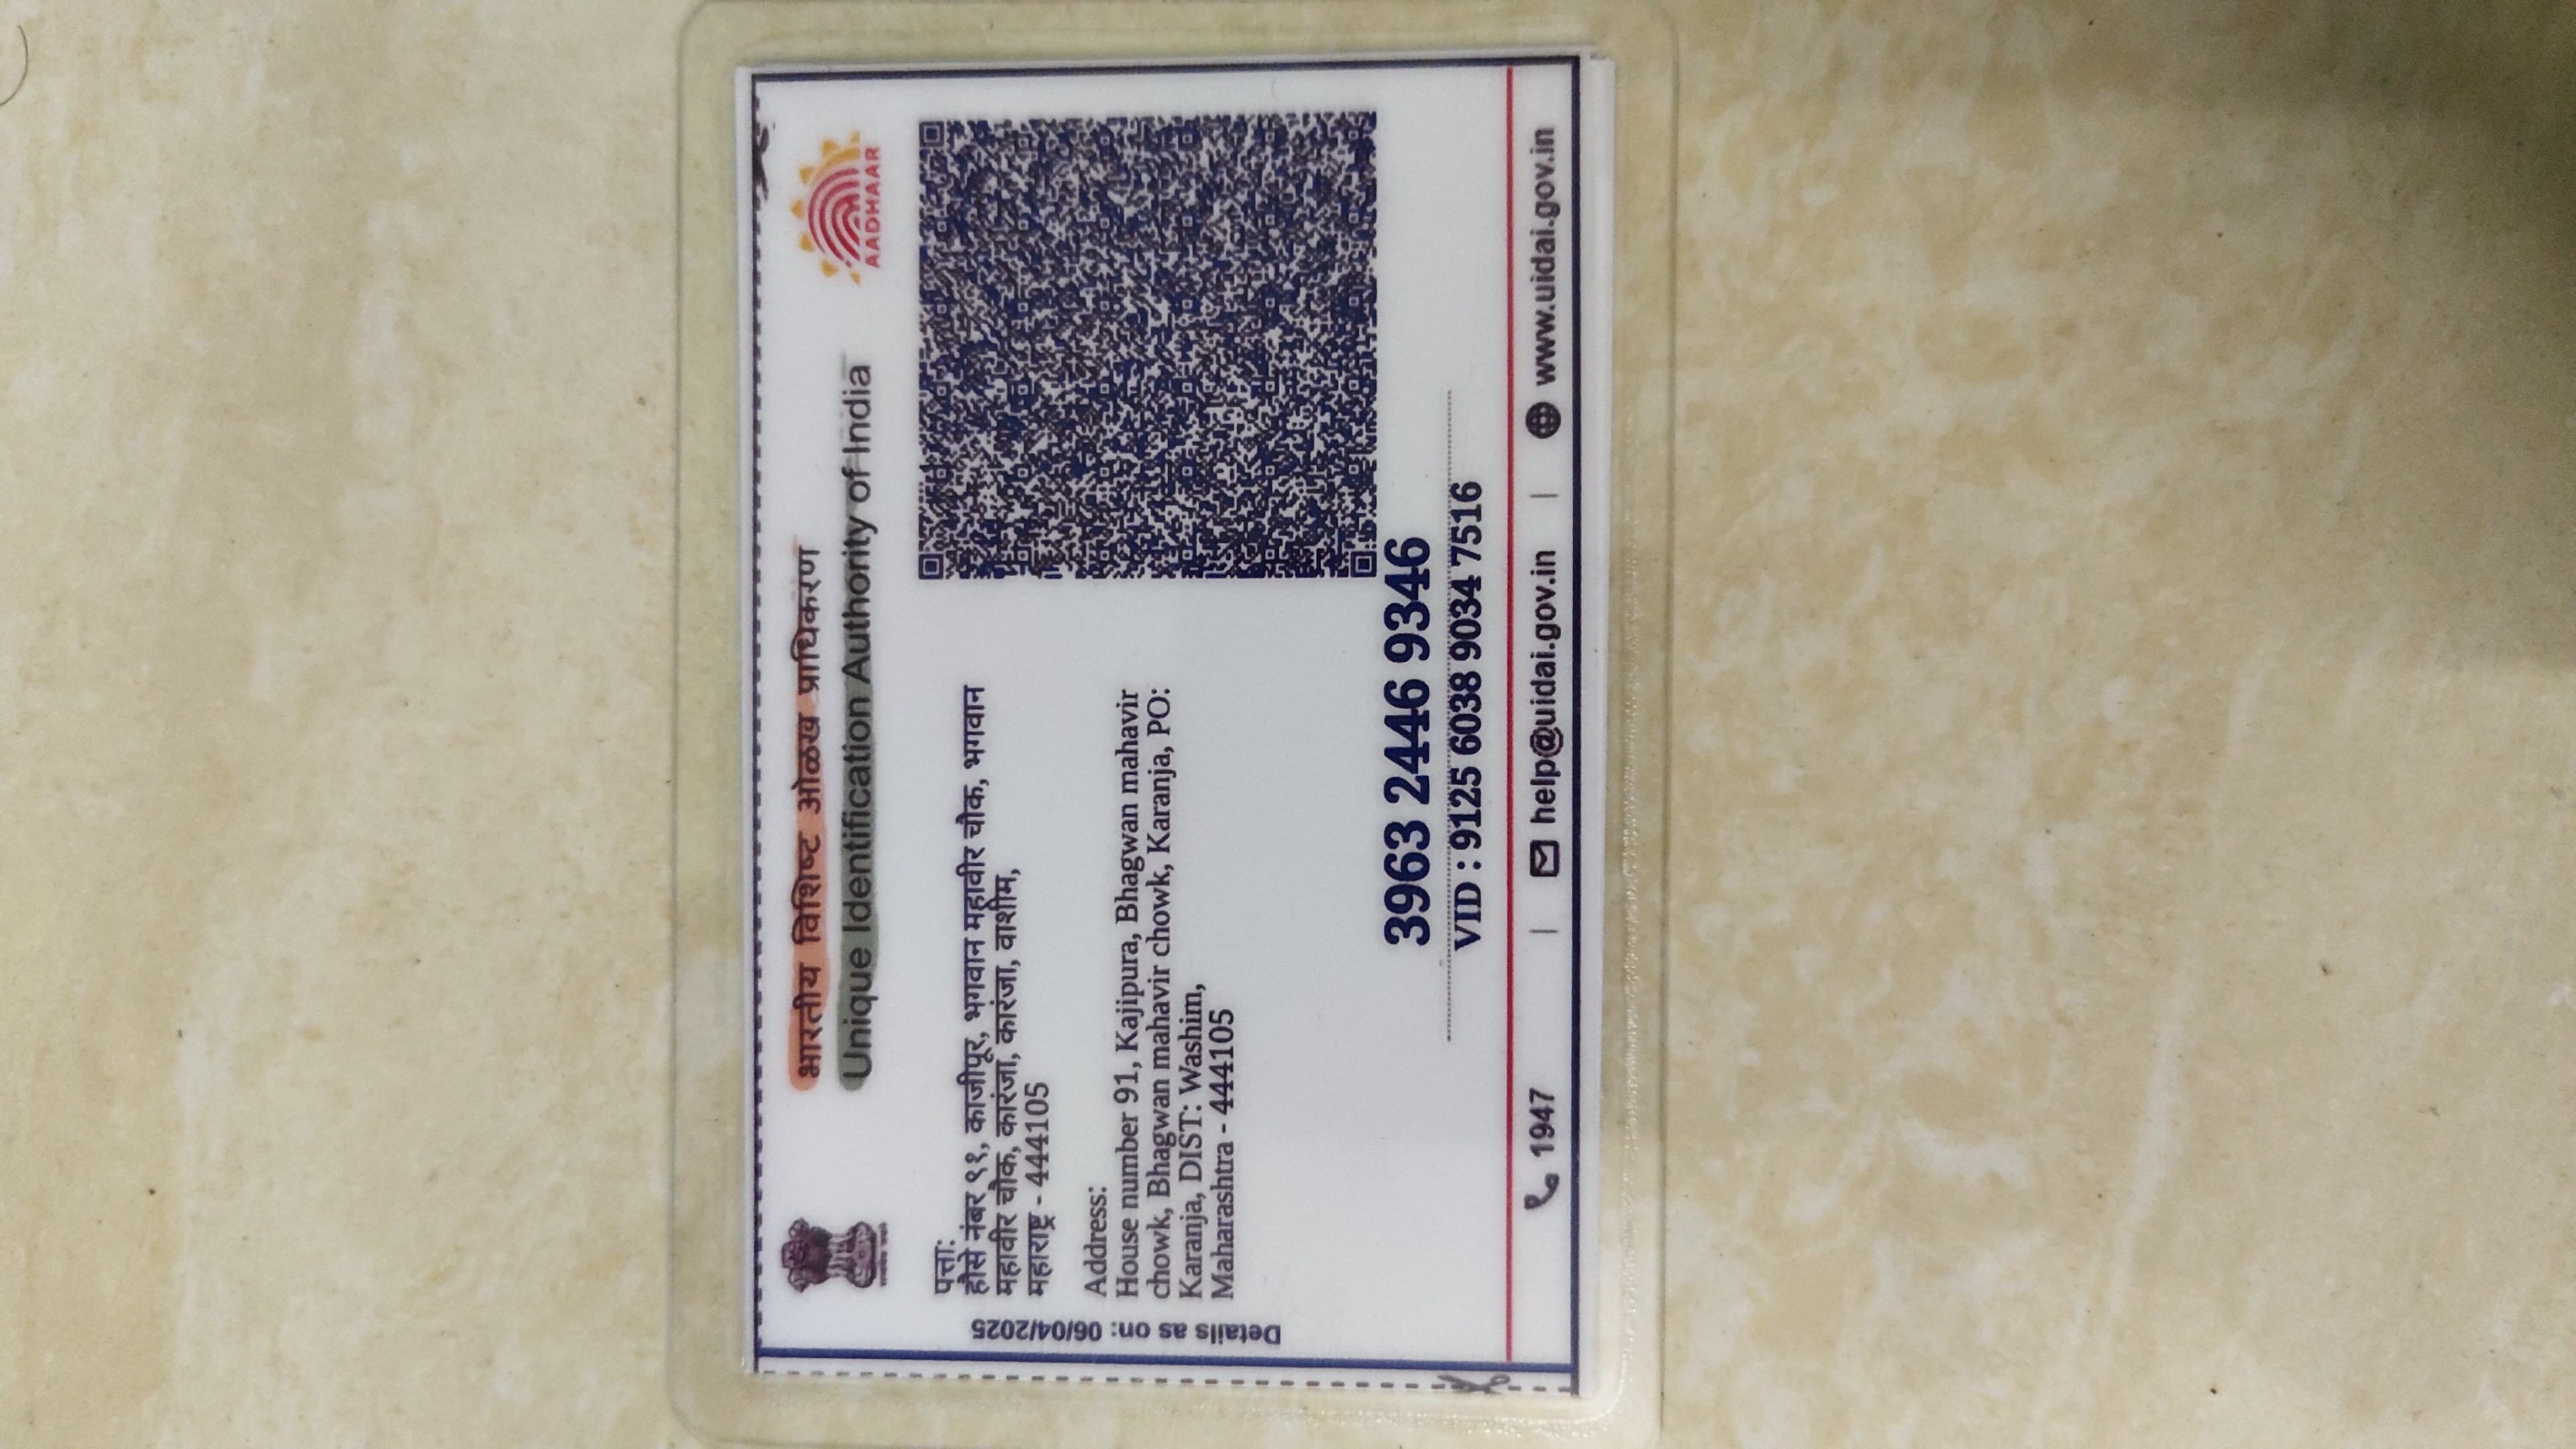 भारतीय विशिष्ट ओळख प्राधिकरण
Unique Identification Authority of India
AADHAAR
Details as on: 06/04/2025
पत्ता:
हौसे नंबर ९१, काजीपूर, भगवान महावीर चौक, भगवान
महावीर चौक, कारंजा, कारंजा, वाशीम,
महाराष्ट्र - 444105
Address:
House number 91, Kajipura, Bhagwan mahavir
chowk, Bhagwan mahavir chowk, Karanja, PO:
Karanja, DIST: Washim,
Maharashtra - 444105
3963 2446 9346
VID : 9125 6038 9034 7516
1947 | help@uidai.gov.in | www.uidai.gov.in